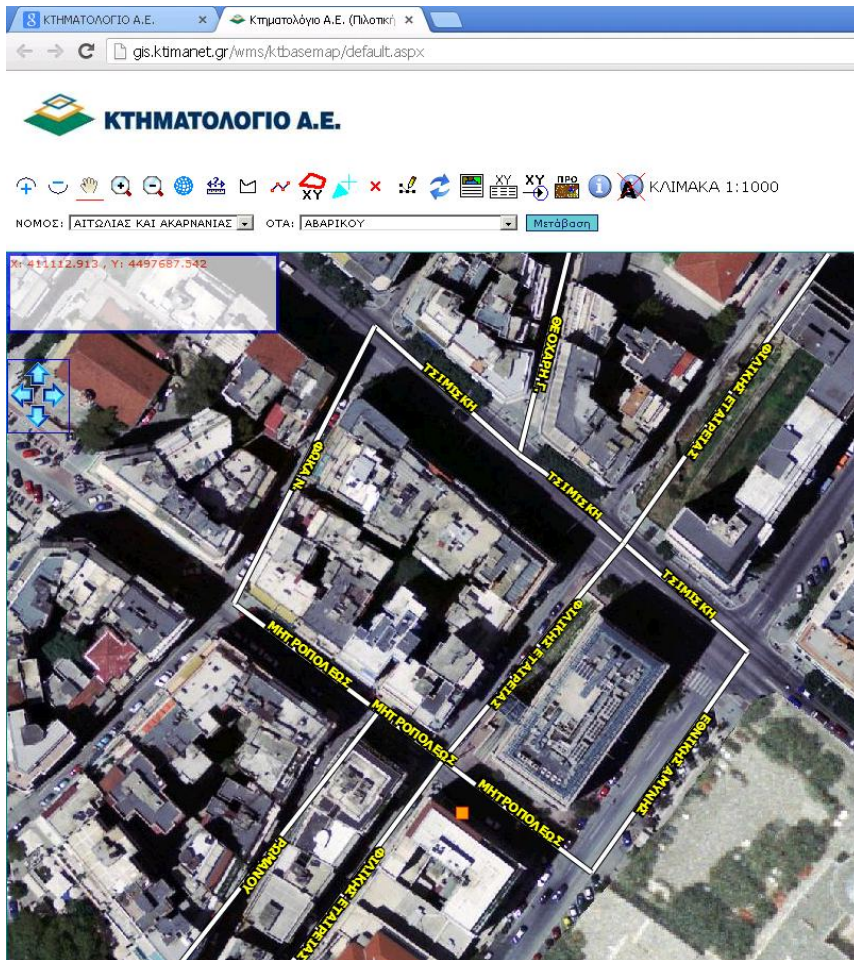 ΚΤΗΜΑΤΟΛΟΓΙΟ Α.Ε.
Κτηματολόγιο Α.Ε. (Πιλοτική
gis.ktimanet.gr/wms/ktbasemap/default.aspx
ΚΤΗΜΑΤΟΛΟΓΙΟ Α.Ε.
XY
XY
XY
ΠΡΟ
ΚΛΙΜΑΚΑ 1:1000
ΝΟΜΟΣ: ΑΙΤΩΛΙΑΣ ΚΑΙ ΑΚΑΡΝΑΝΙΑΣ ΟΤΑ: ΑΒΑΡΙΚΟΥ Μετάβαση
X: 411112.913 , Y: 4497687.542
ΤΣΙΜΙΣΚΗ
ΘΕΟΧΑΡΗ Γ.
ΦΙΛΙΚΗΣ ΕΤΑΙΡΕΙΑΣ
ΦΩΚΑ Ν.
ΤΣΙΜΙΣΚΗ
ΤΣΙΜΙΣΚΗ
ΜΗΤΡΟΠΟΛΕΩΣ
ΦΙΛΙΚΗΣ ΕΤΑΙΡΕΙΑΣ
ΜΗΤΡΟΠΟΛΕΩΣ
ΕΘΝΙΚΗΣ ΑΜΥΝΗΣ
ΜΗΤΡΟΠΟΛΕΩΣ
ΡΩΜΑΝΟΥ
ΦΙΛΙΚΗΣ ΕΤΑΙΡΕΙΑΣ